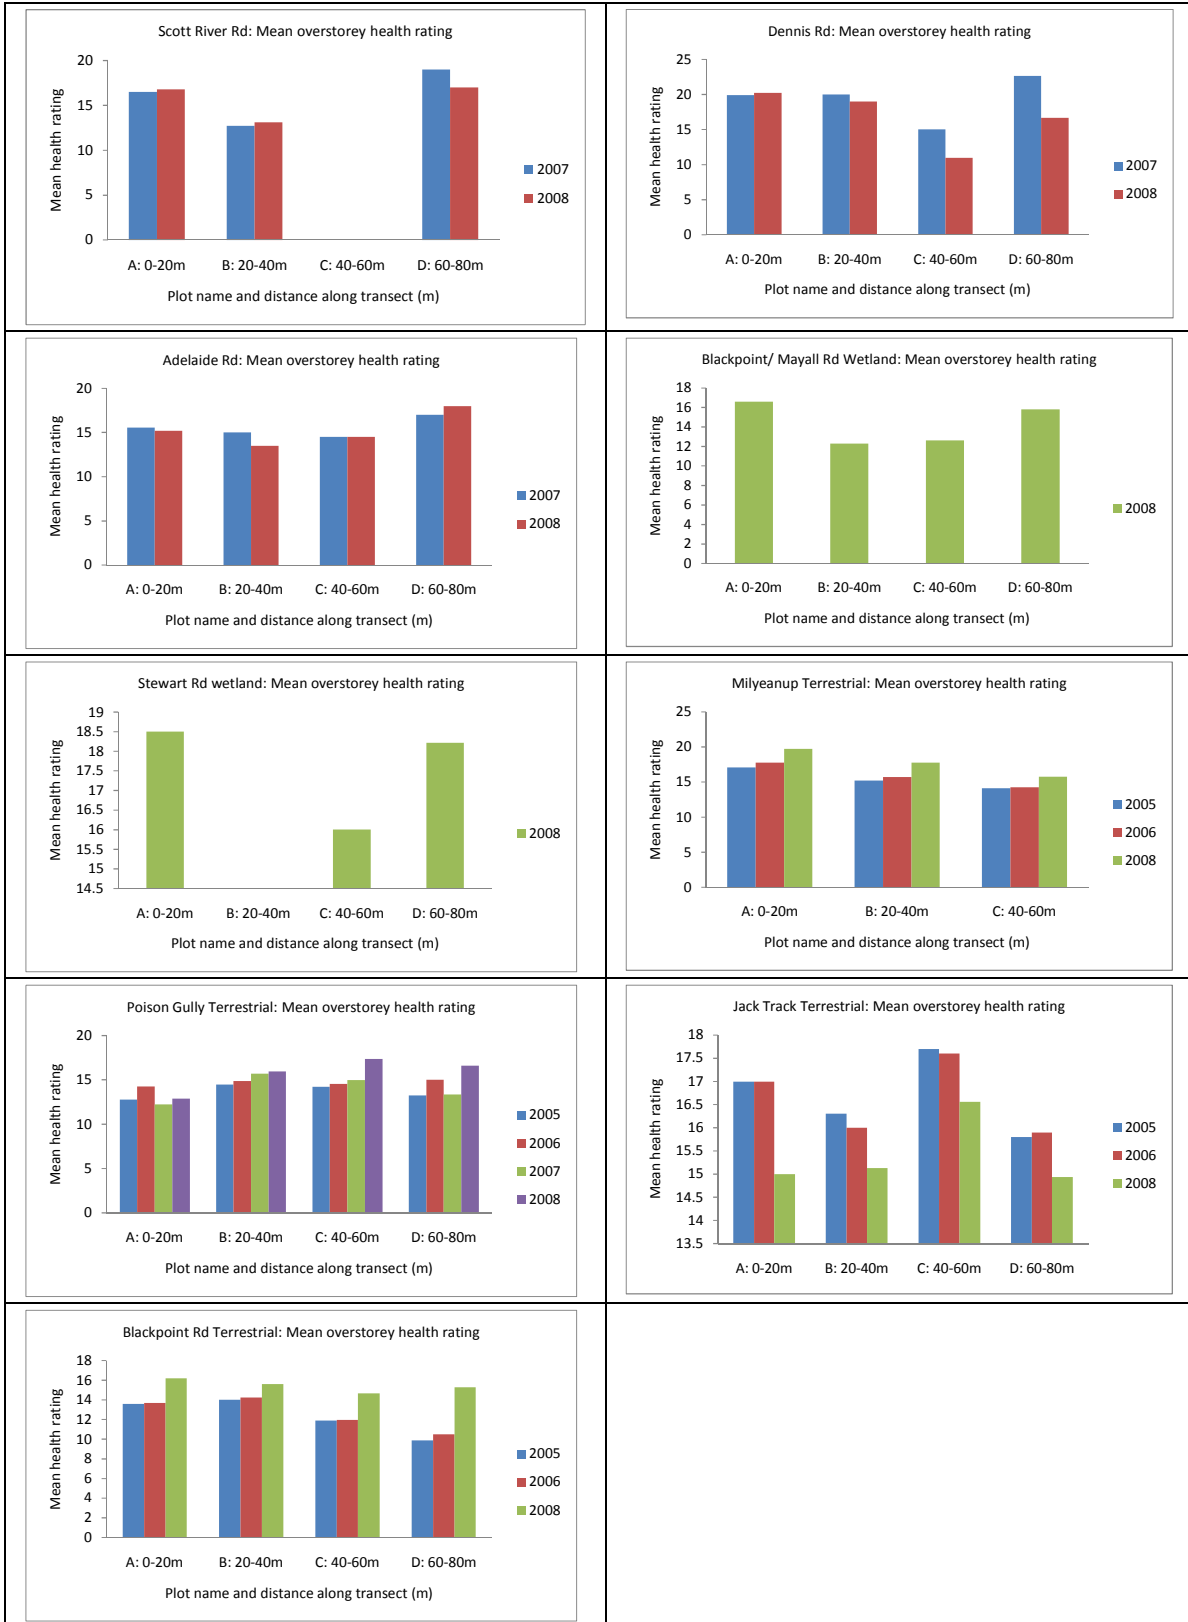 Scott River Rd: Mean overstorey health rating
20
15
10
5
0
Mean health rating
A: 0-20m B: 20-40m C: 40-60m D: 60-80m
Plot name and distance along transect (m)
2007
2008
Dennis Rd: Mean overstorey health rating
25
20
15
10
5
0
Mean health rating
A: 0-20m B: 20-40m C: 40-60m D: 60-80m
Plot name and distance along transect (m)
2007
2008
Adelaide Rd: Mean overstorey health rating
20
15
10
5
0
Mean health rating
A: 0-20m B: 20-40m C: 40-60m D: 60-80m
Plot name and distance along transect (m)
2007
2008
Blackpoint/ Mayall Rd Wetland: Mean overstorey health rating
18
16
14
12
10
8
6
4
2
0
Mean health rating
A: 0-20m B: 20-40m C: 40-60m D: 60-80m
Plot name and distance along transect (m)
2008
Stewart Rd wetland: Mean overstorey health rating
19
18.5
18
17.5
17
16.5
16
15.5
15
14.5
Mean health rating
A: 0-20m B: 20-40m C: 40-60m D: 60-80m
Plot name and distance along transect (m)
2008
Milyeanup Terrestrial: Mean overstorey health rating
25
20
15
10
5
0
Mean health rating
A: 0-20m B: 20-40m C: 40-60m
Plot name and distance along transect (m)
2005
2006
2008
Poison Gully Terrestrial: Mean overstorey health rating
20
15
10
5
0
Mean health rating
A: 0-20m B: 20-40m C: 40-60m D: 60-80m
Plot name and distance along transect (m)
2005
2006
2007
2008
Jack Track Terrestrial: Mean overstorey health rating
18
17.5
17
16.5
16
15.5
15
14.5
14
13.5
Mean health rating
A: 0-20m B: 20-40m C: 40-60m D: 60-80m
Plot name and distance along transect (m)
2005
2006
2008
Blackpoint Rd Terrestrial: Mean overstorey health rating
18
16
14
12
10
8
6
4
2
0
Mean health rating
A: 0-20m B: 20-40m C: 40-60m D: 60-80m
Plot name and distance along transect (m)
2005
2006
2008